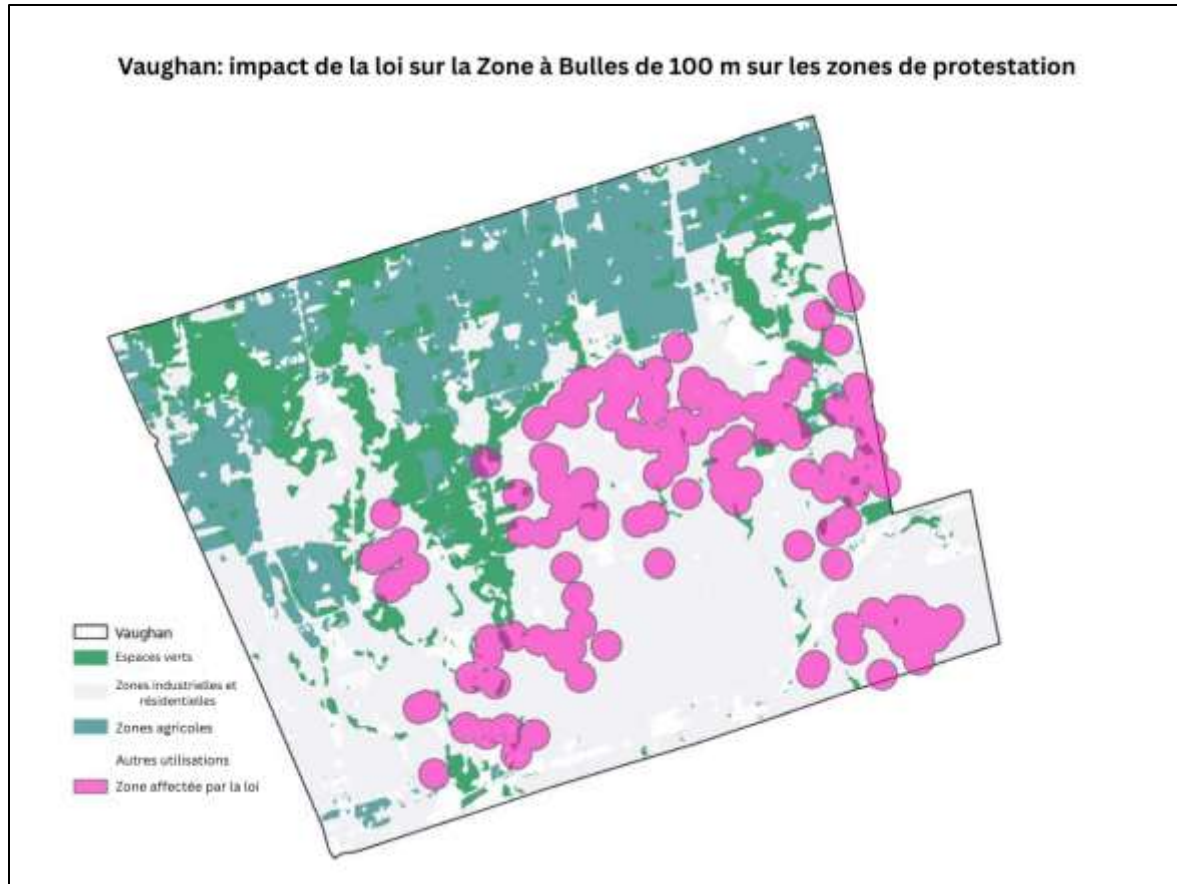 Vaughan: impact de la loi sur la Zone à Bulles de 100 m sur les zones de protestation
Vaughan
Espaces verts
Zones industrielles et
résidentielles
Zones agricoles
Autres utilisations
Zone affectée par la loi